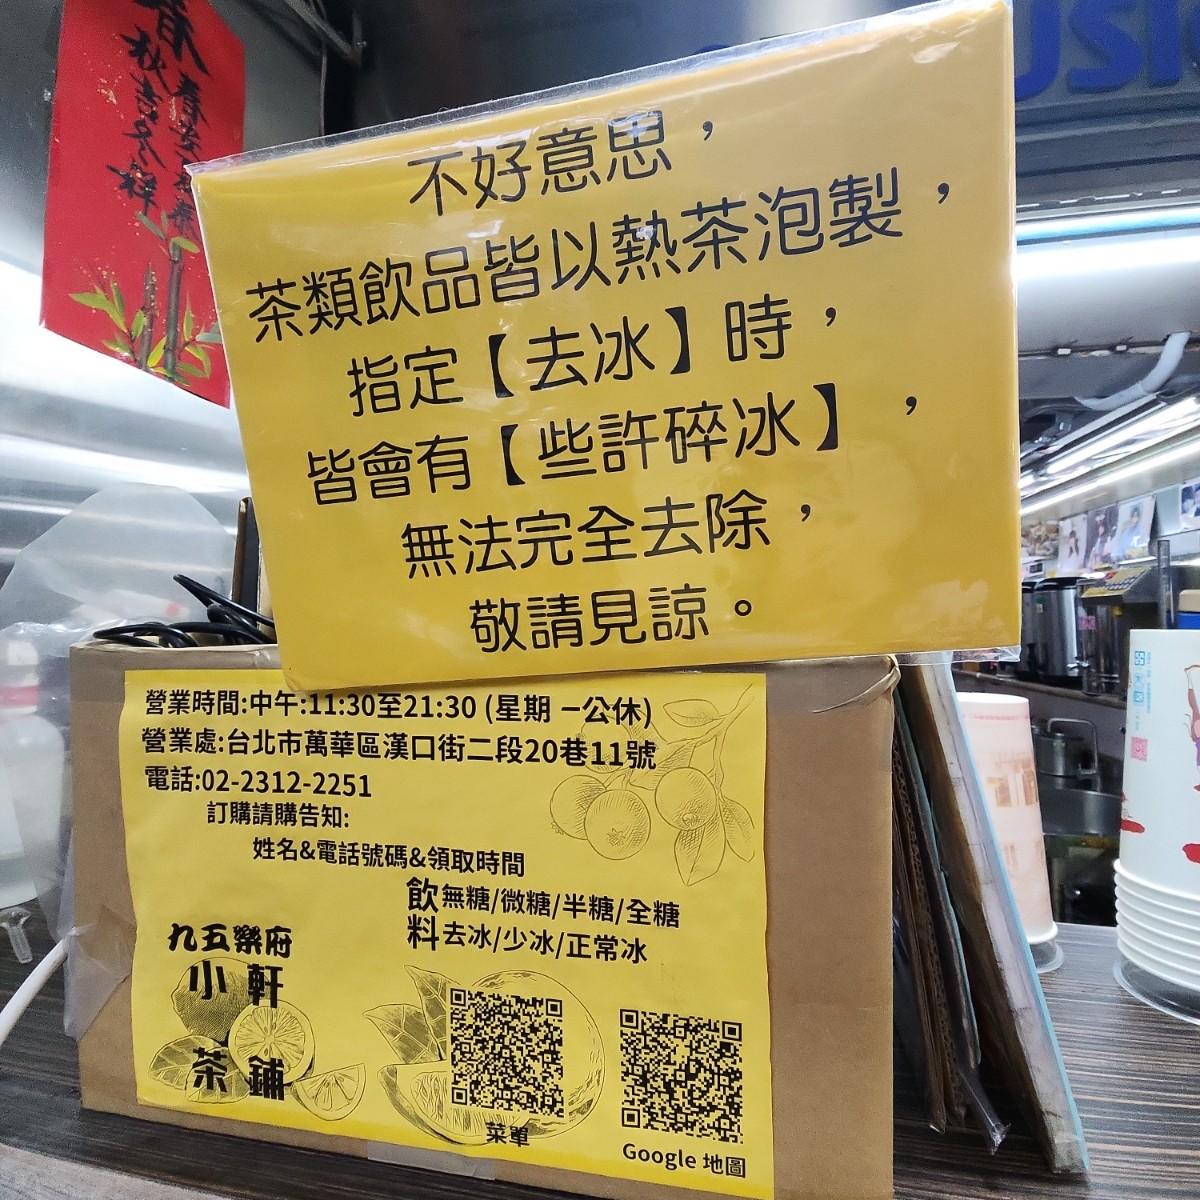 不好意思，
茶類飲品皆以熱茶泡製，
指定【去冰】時，
皆會有【些許碎冰】，
無法完全去除，
敬請見諒。
營業時間:中午:11:30至21:30 (星期 一公休)
營業處:台北市萬華區漢口街二段20巷11號
電話:02-2312-2251
訂購請購告知:
姓名&電話號碼&領取時間
飲料
無糖/微糖/半糖/全糖
去冰/少冰/正常冰
九五樂府
小軒
茶鋪
菜單
Google 地圖